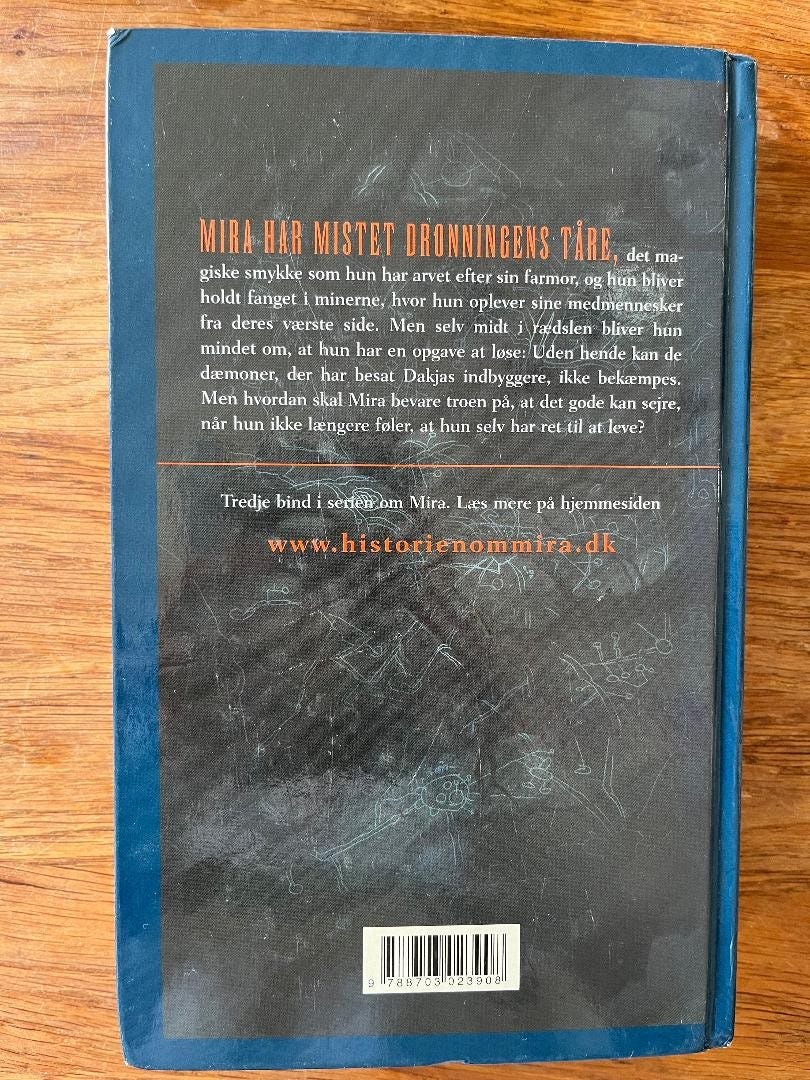 MIRA HAR MISTET DRONNINGENS TÅRE, det ma-
giske smykke som hun har arvet efter sin farmor, og hun bliver
holdt fanget i minerne, hvor hun oplever sine medmennesker
fra deres værste side. Men selv midt i rædslen bliver hun
mindet om, at hun har en opgave at løse: Uden hende kan de
dæmoner, der har besat Dakjas indbyggere, ikke bekæmpes.
Men hvordan skal Mira bevare troen på, at det gode kan sejre,
når hun ikke længere føler, at hun selv har ret til at leve?
Tredje bind i serien om Mira. Læs mere på hjemmesiden
www.historienommira.dk
9 788703 023908